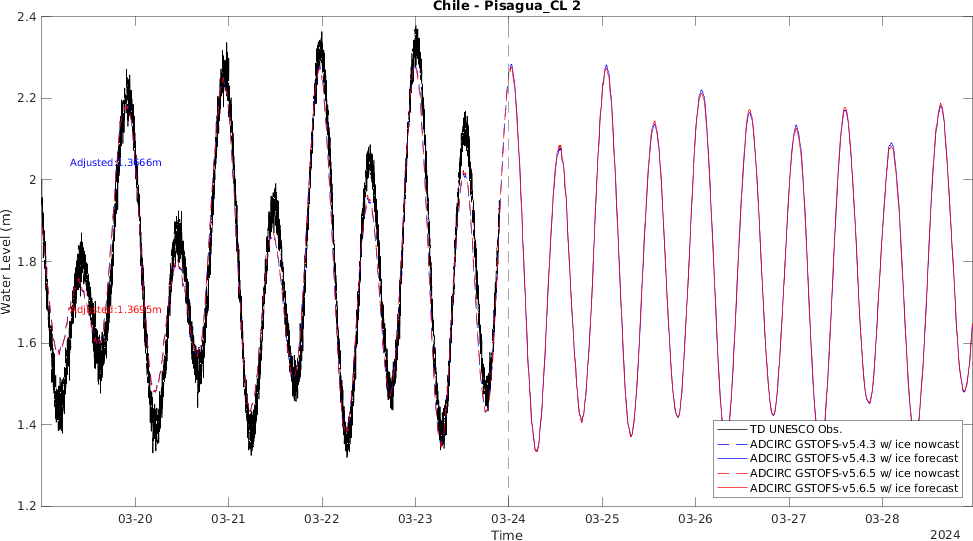 Chile - Pisagua_CL 2
2.4
2.2
2
1.8
1.6
1.4
1.2
Water Level (m)
Adjusted:1.3666m
Adjusted:1.3695m
TD UNESCO Obs.
ADCIRC GSTOFS-v5.4.3 w/ ice nowcast
ADCIRC GSTOFS-v5.4.3 w/ ice forecast
ADCIRC GSTOFS-v5.6.5 w/ ice nowcast
ADCIRC GSTOFS-v5.6.5 w/ ice forecast
03-20 03-21 03-22 03-23 03-24 03-25 03-26 03-27 03-28
Time
2024